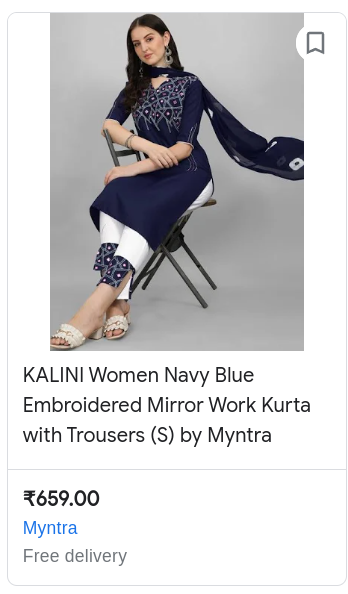 KALINI Women Navy Blue
Embroidered Mirror Work Kurta
with Trousers (S) by Myntra
₹659.00
Myntra
Free delivery